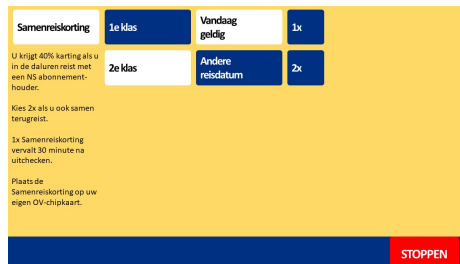 Samenreiskorting
1e klas
Vandaag
geldig
1x
U krijgt 40% karting als u
in de daluren reist met
een NS abonnement-
houder.
2e klas
Andere
reisdatum
2x
Kies 2x als u ook samen
terugreist.
1x Samenreiskorting
vervalt 30 minute na
uitchecken.
Plaats de
Samenreiskorting op uw
eigen OV-chipkaart.
STOPPEN